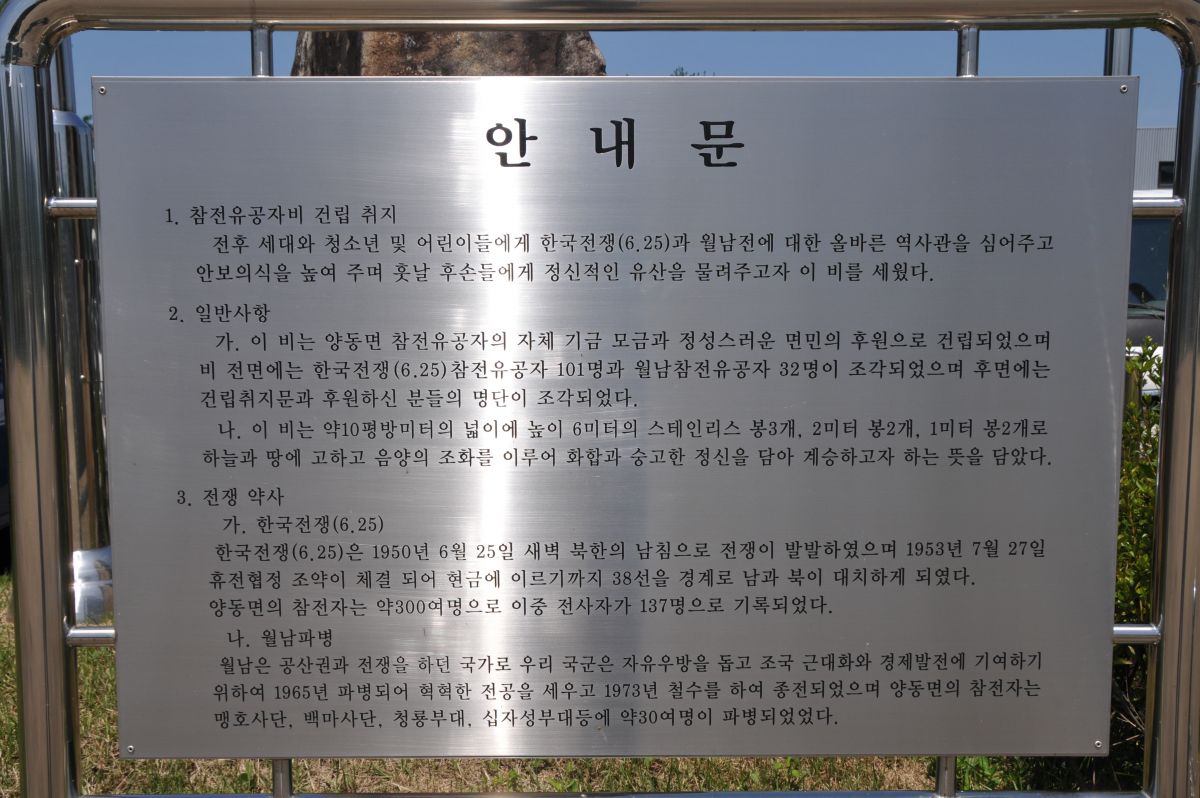 안 내 문
1. 참전유공자비 건립 취지
전후 세대와 청소년 및 어린이들에게 한국전쟁(6.25)과 월남전에 대한 올바른 역사관을 심어주고
안보의식을 높여 주며 훗날 후손들에게 정신적인 유산을 물려주고자 이 비를 세웠다.
2. 일반사항
가. 이 비는 양동면 참전유공자의 자체 기금 모금과 정성스러운 면민의 후원으로 건립되었으며
비 전면에는 한국전쟁(6.25)참전유공자 101명과 월남참전유공자 32명이 조각되었으며 후면에는
건립취지문과 후원하신 분들의 명단이 조각되었다.
나. 이 비는 약10평방미터의 넓이에 높이 6미터의 스테인리스 봉3개, 2미터 봉2개, 1미터 봉2개로
하늘과 땅에 고하고 음양의 조화를 이루어 화합과 숭고한 정신을 담아 계승하고자 하는 뜻을 담았다.
3. 전쟁 약사
가. 한국전쟁(6.25)
한국전쟁(6.25)은 1950년 6월 25일 새벽 북한의 남침으로 전쟁이 발발하였으며 1953년 7월 27일
휴전협정 조약이 체결 되어 현금에 이르기까지 38선을 경계로 남과 북이 대치하게 되였다.
양동면의 참전자는 약300여명으로 이중 전사자가 137명으로 기록되었다.
나. 월남파병
월남은 공산권과 전쟁을 하던 국가로 우리 국군은 자유우방을 돕고 조국 근대화와 경제발전에 기여하기
위하여 1965년 파병되어 혁혁한 전공을 세우고 1973년 철수를 하여 종전되었으며 양동면의 참전자는
맹호사단, 백마사단, 청룡부대, 십자성부대등에 약30여명이 파병되었었다.